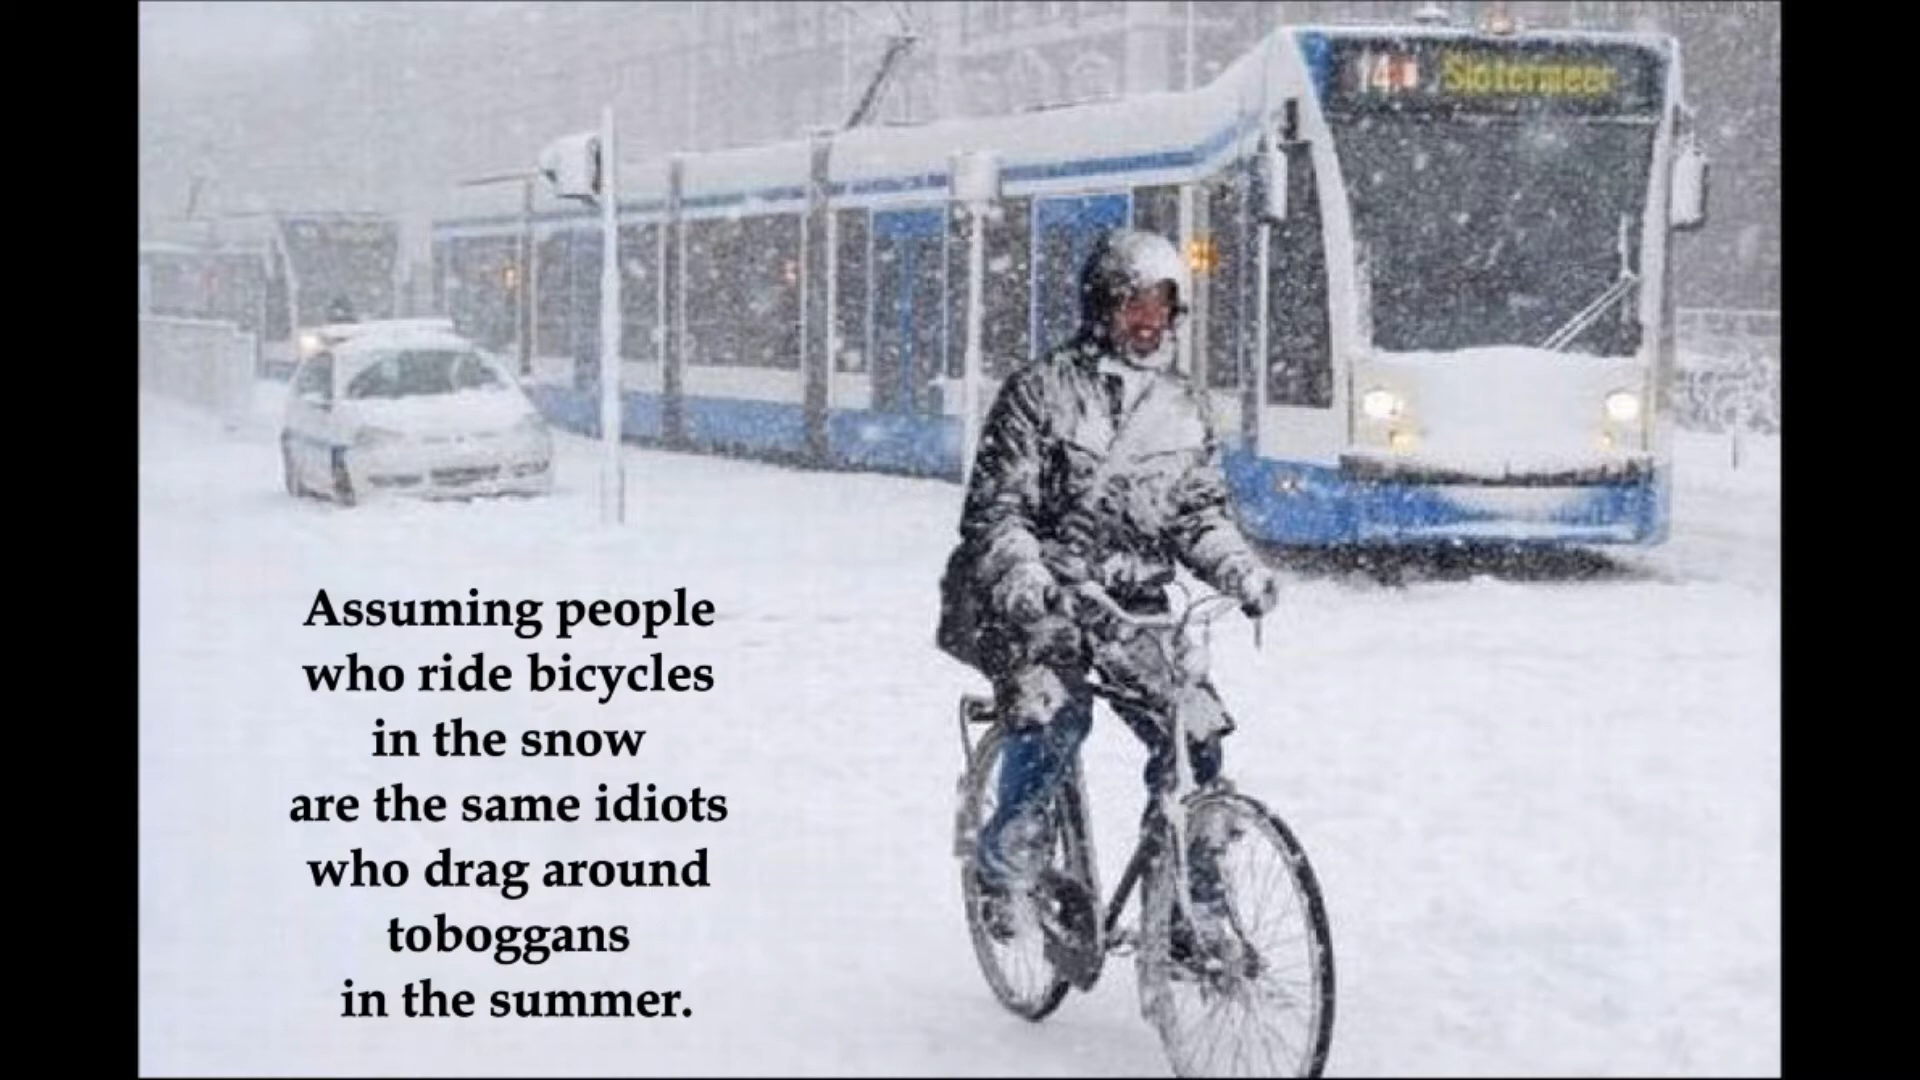 14 Slotermeer
Assuming people
who ride bicycles
in the snow
are the same idiots
who drag around
toboggans
in the summer.